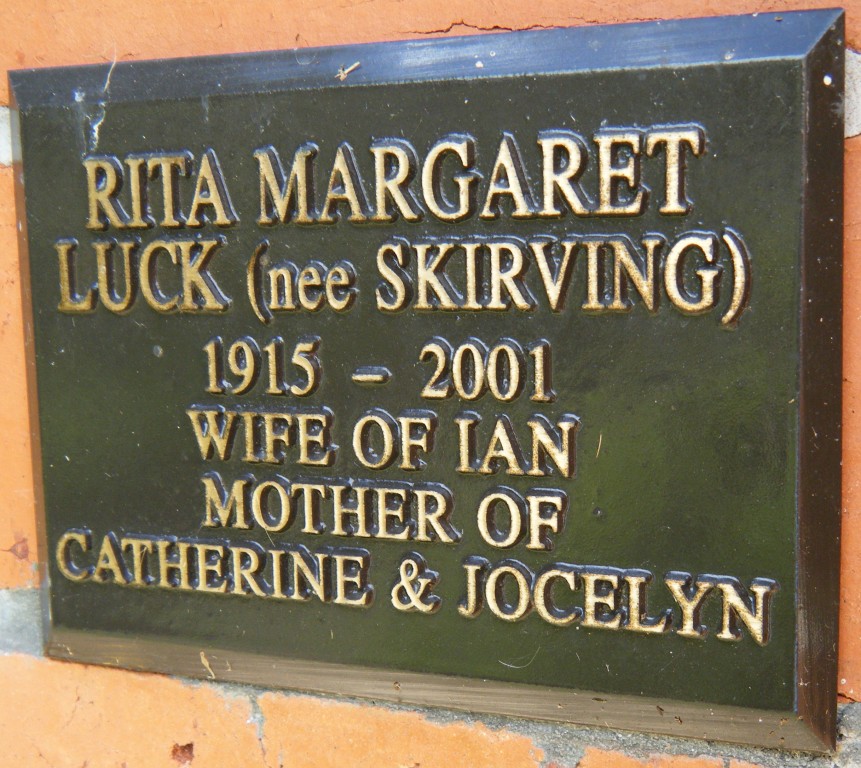 RITA MARGARET
LUCK (nee SKIRVING)
1915 – 2001
WIFE OF IAN
MOTHER OF
CATHERINE & JOCELYN